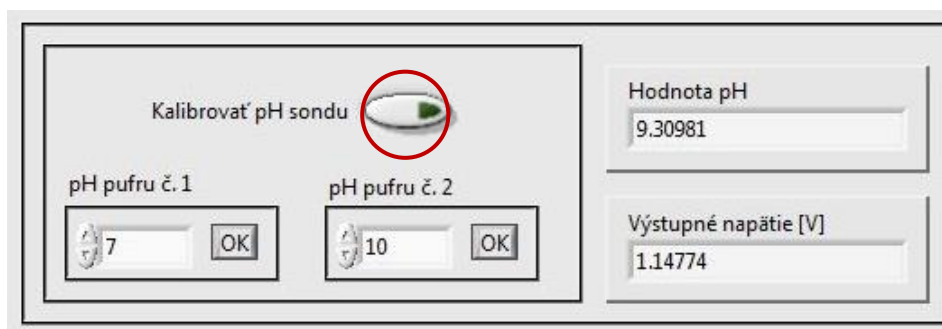 Kalibrovať pH sondu
pH pufru č. 1
7
OK
pH pufru č. 2
10
OK
Hodnota pH
9.30981
Výstupné napätie [V]
1.14774